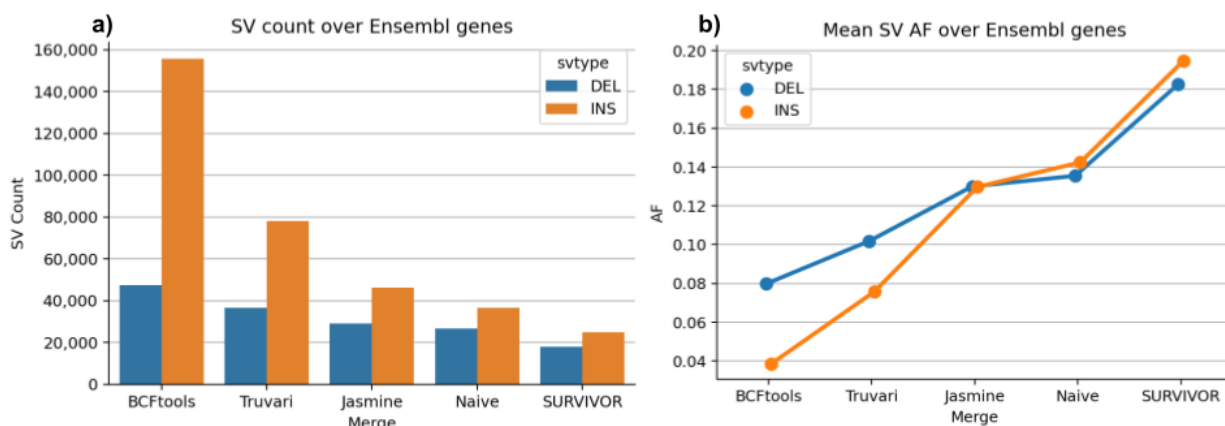 a)
SV count over Ensembl genes
160,000
140,000
120,000
100,000
80,000
60,000
40,000
20,000
0
SV Count
svtype
DEL
INS
BCFtools Truvari Jasmine Naive SURVIVOR
Merge
b)
Mean SV AF over Ensembl genes
0.20
0.18
0.16
0.14
0.12
0.10
0.08
0.06
0.04
AF
svtype
DEL
INS
BCFtools Truvari Jasmine Naive SURVIVOR
Merge